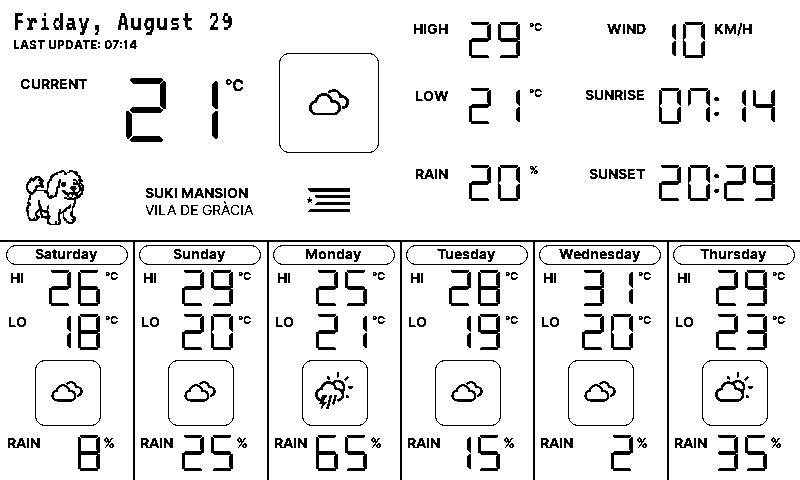 Friday, August 29
LAST UPDATE: 07:14
CURRENT 21 °C
SUKI MANSION
VILA DE GRÀCIA
HIGH 29 °C
LOW 21 °C
RAIN 20 %
WIND 10 KM/H
SUNRISE 07:14
SUNSET 20:29
Saturday
HI 26 °C
LO 18 °C
RAIN 8 %
Sunday
HI 29 °C
LO 20 °C
RAIN 25 %
Monday
HI 25 °C
LO 21 °C
RAIN 65 %
Tuesday
HI 28 °C
LO 19 °C
RAIN 15 %
Wednesday
HI 31 °C
LO 20 °C
RAIN 2 %
Thursday
HI 29 °C
LO 23 °C
RAIN 35 %